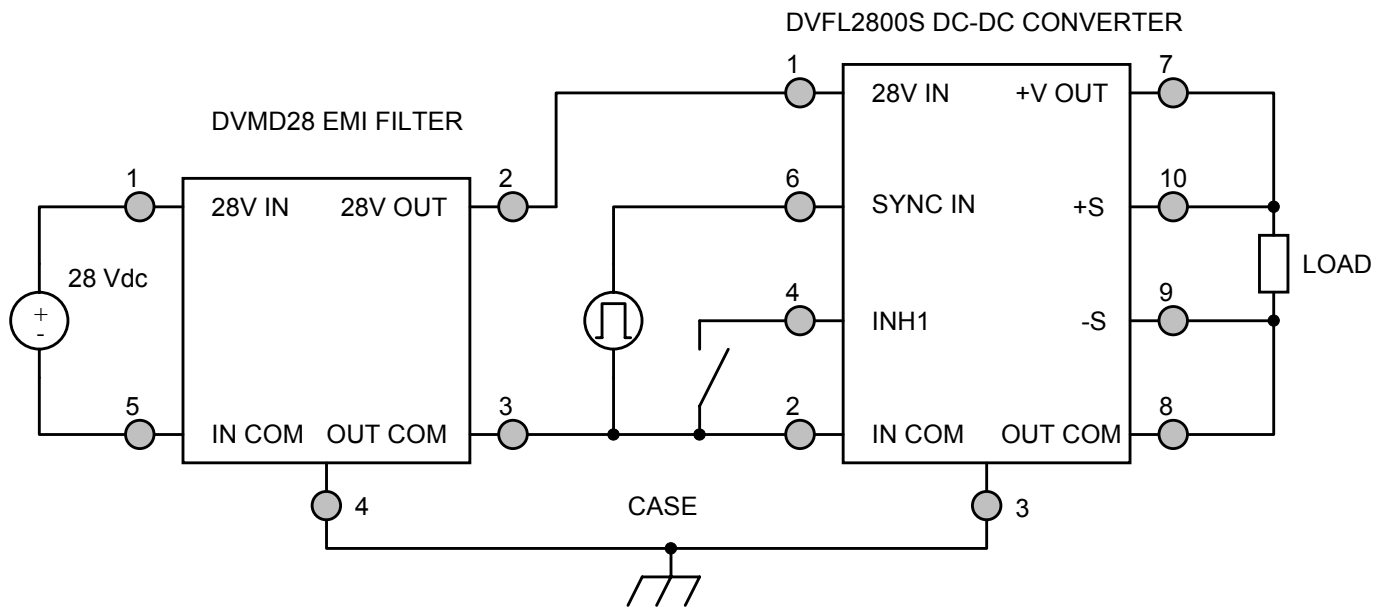 DVFL2800S DC-DC CONVERTER
1
7
28V IN
+V OUT
DVMD28 EMI FILTER
1
2
6
10
28V IN
28V OUT
SYNC IN
+S
28 Vdc
LOAD
+
-
4
9
INH1
-S
5
3
2
8
IN COM
OUT COM
IN COM
OUT COM
4
CASE
3